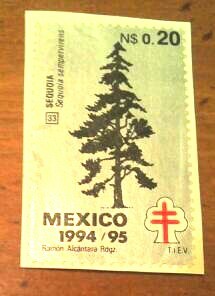 N$ 0.20
SEQUOIA
Sequoia sempervirens
33
MEXICO
1994/95
Ramón Alcántara Rdgz.
T.I.E.V.